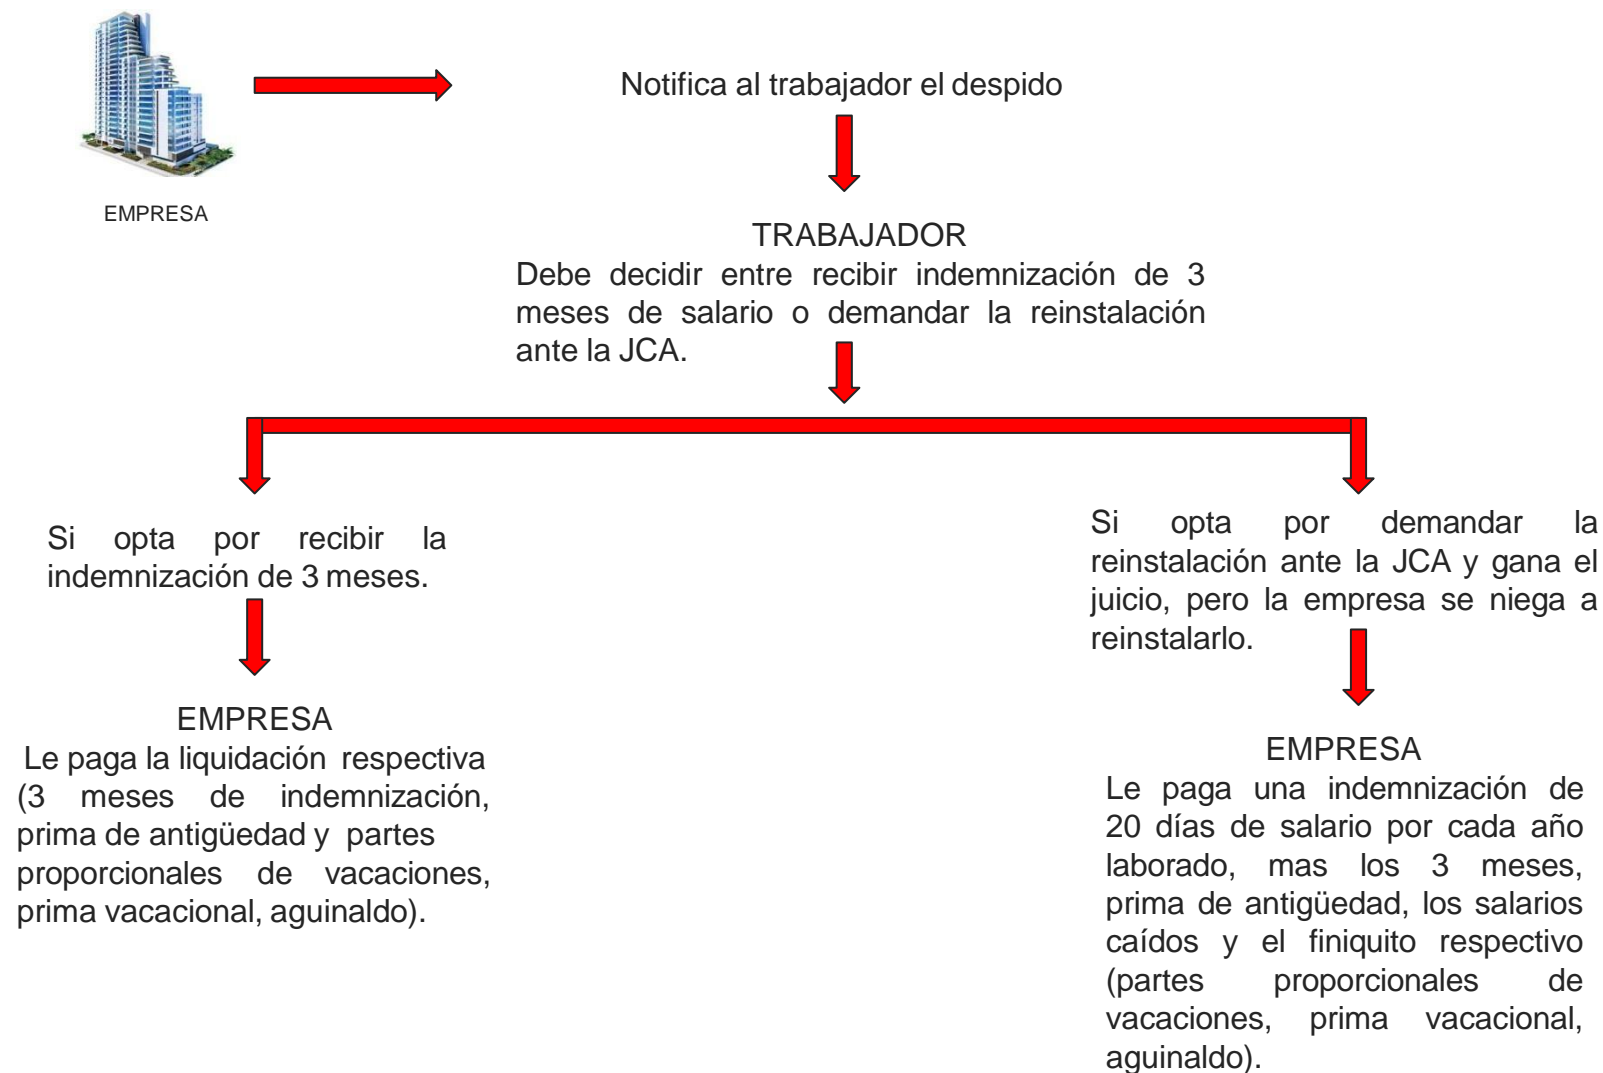 EMPRESA
Notifica al trabajador el despido
TRABAJADOR
Debe decidir entre recibir indemnización de 3
meses de salario o demandar la reinstalación
ante la JCA.
Si opta por recibir la
indemnización de 3 meses.
EMPRESA
Le paga la liquidación respectiva
(3 meses de indemnización,
prima de antigüedad y partes
proporcionales de vacaciones,
prima vacacional, aguinaldo).
Si opta por demandar la
reinstalación ante la JCA y gana el
juicio, pero la empresa se niega a
reinstalarlo.
EMPRESA
Le paga una indemnización de
20 días de salario por cada año
laborado, mas los 3 meses,
prima de antigüedad, los salarios
caídos y el finiquito respectivo
(partes proporcionales de
vacaciones, prima vacacional,
aguinaldo).